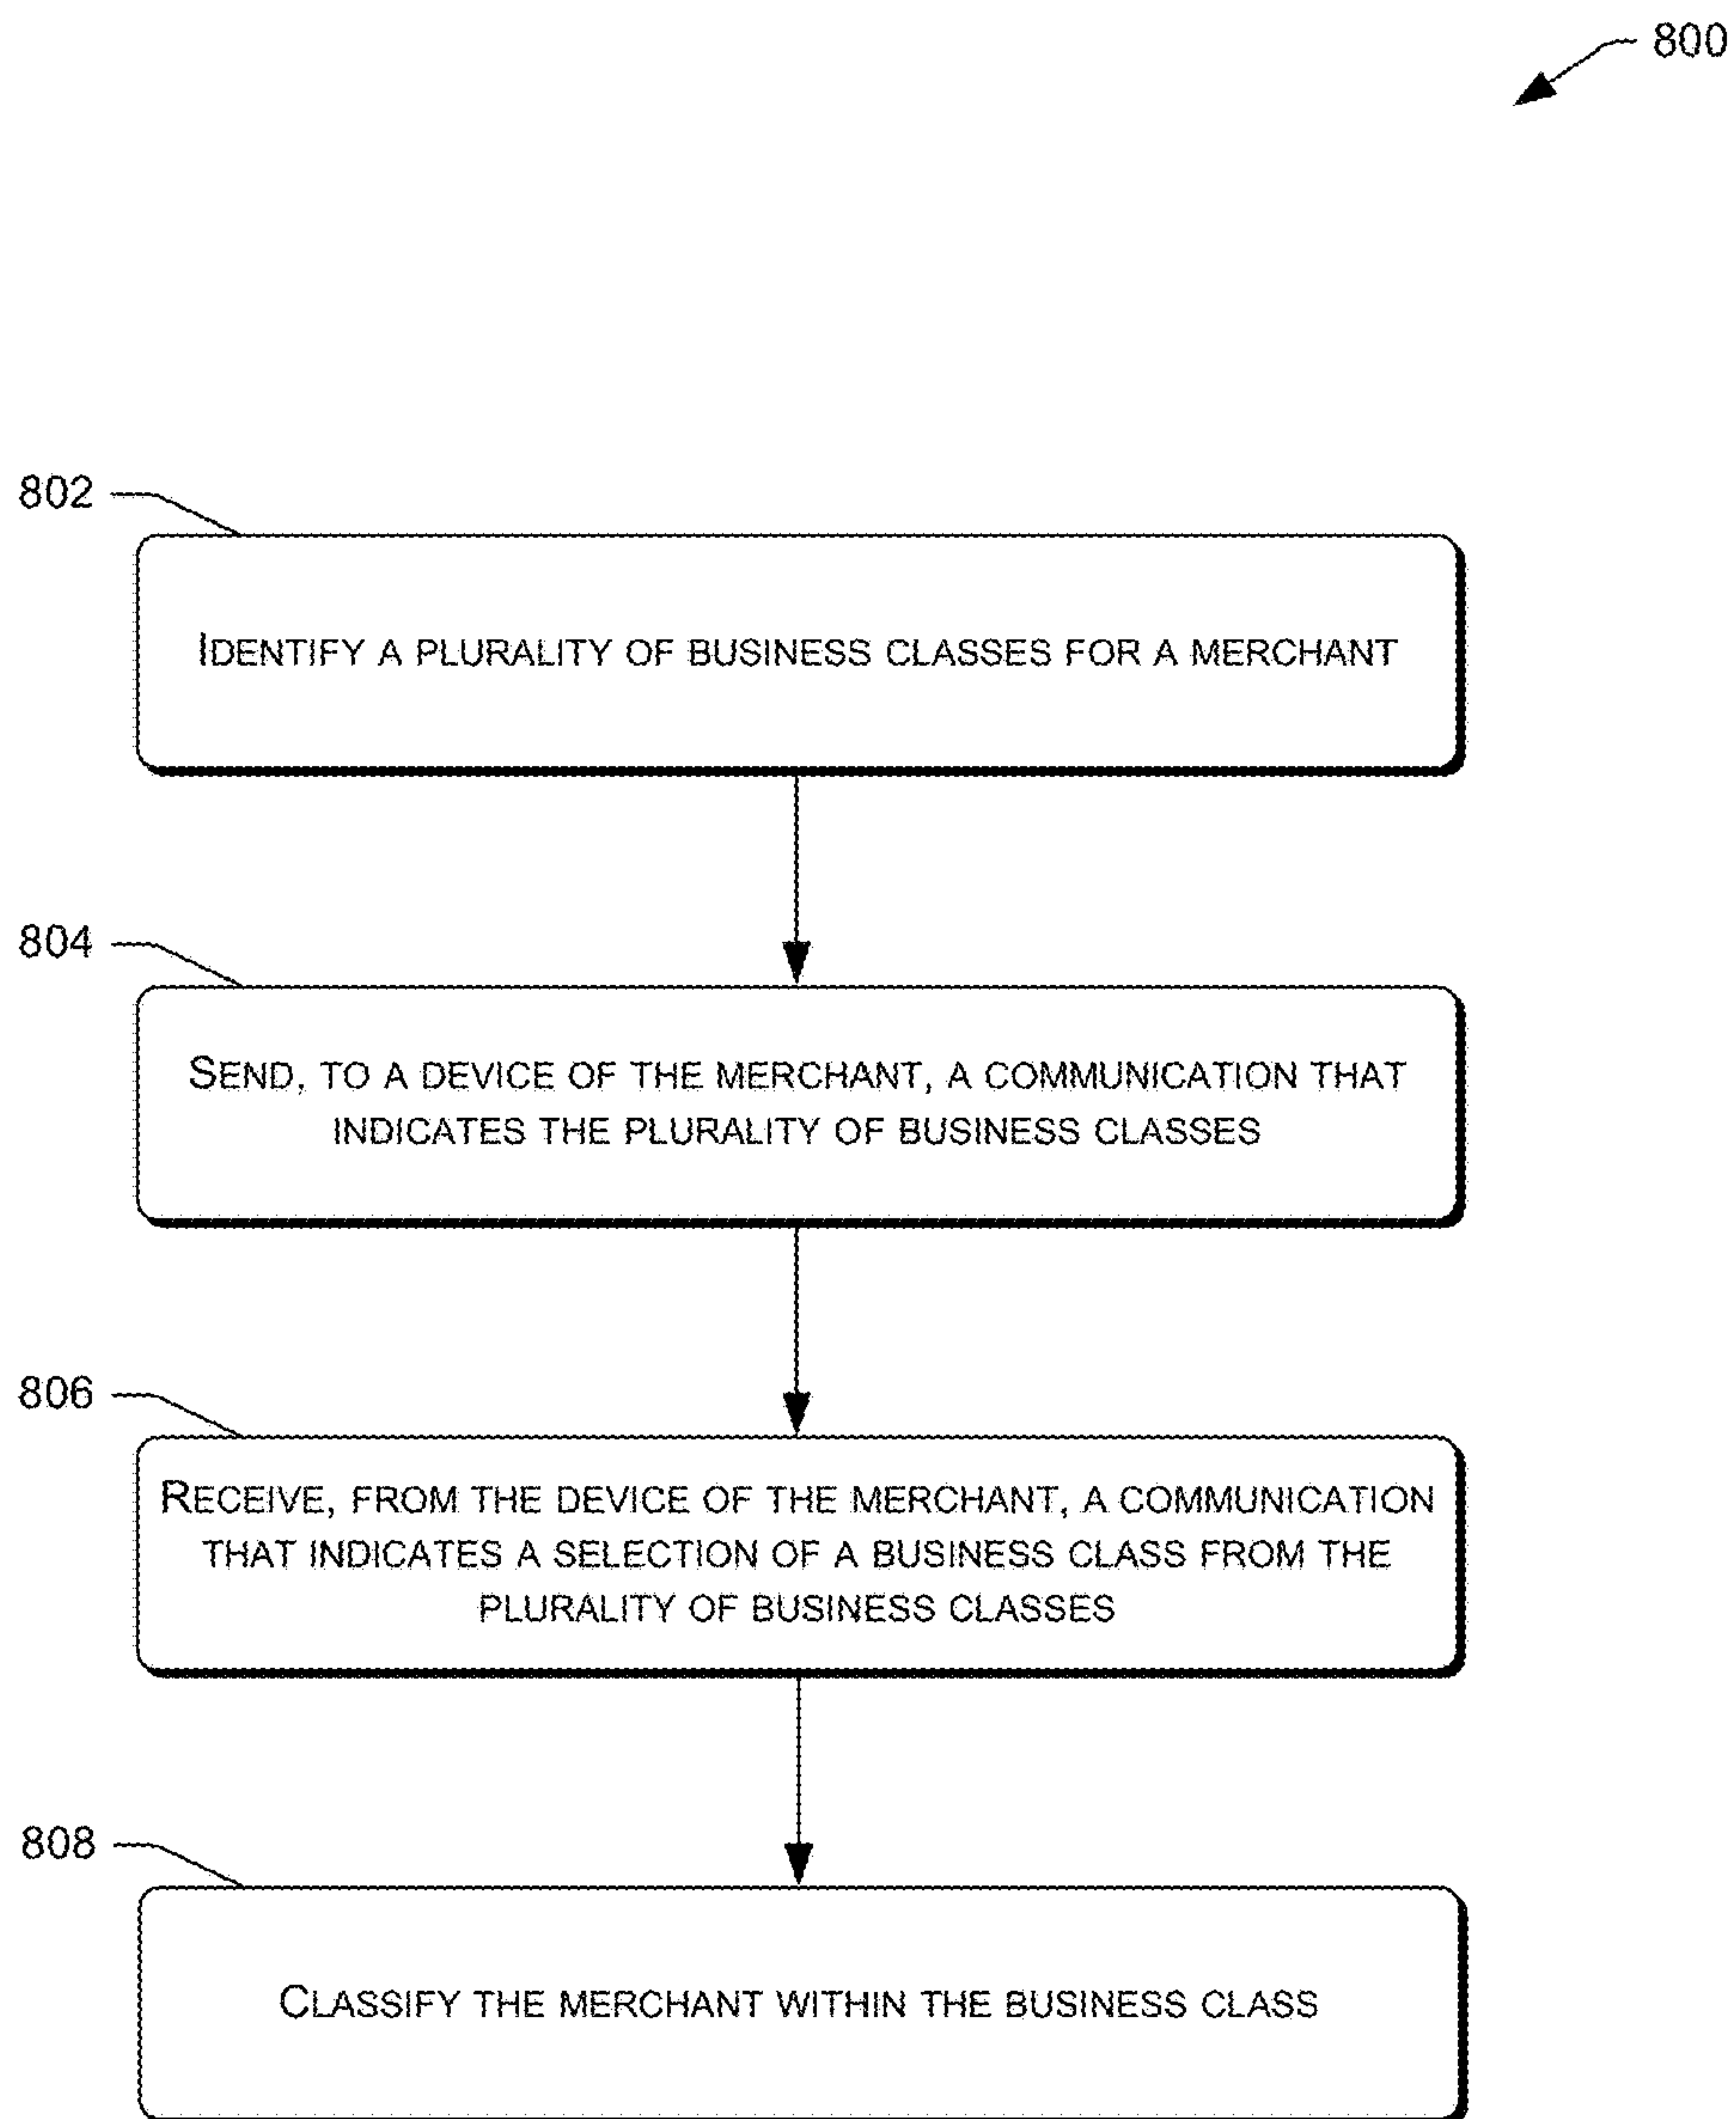 800
802
IDENTIFY A PLURALITY OF BUSINESS CLASSES FOR A MERCHANT
804
SEND, TO A DEVICE OF THE MERCHANT, A COMMUNICATION THAT
INDICATES THE PLURALITY OF BUSINESS CLASSES
806
RECEIVE, FROM THE DEVICE OF THE MERCHANT, A COMMUNICATION
THAT INDICATES A SELECTION OF A BUSINESS CLASS FROM THE
PLURALITY OF BUSINESS CLASSES
808
CLASSIFY THE MERCHANT WITHIN THE BUSINESS CLASS